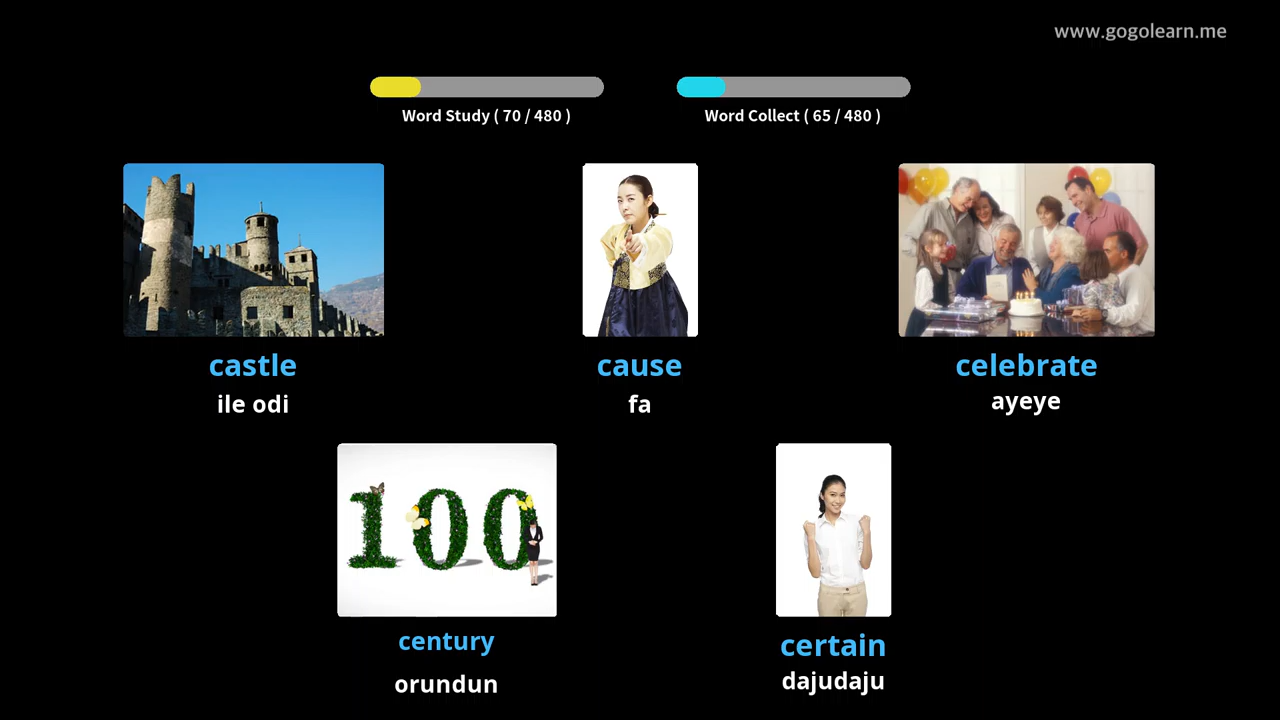 www.gogolearn.me
Word Study ( 70 / 480 )
Word Collect ( 65 / 480 )
castle
ile odi
cause
fa
celebrate
ayeye
100
century
orundun
certain
dajudaju